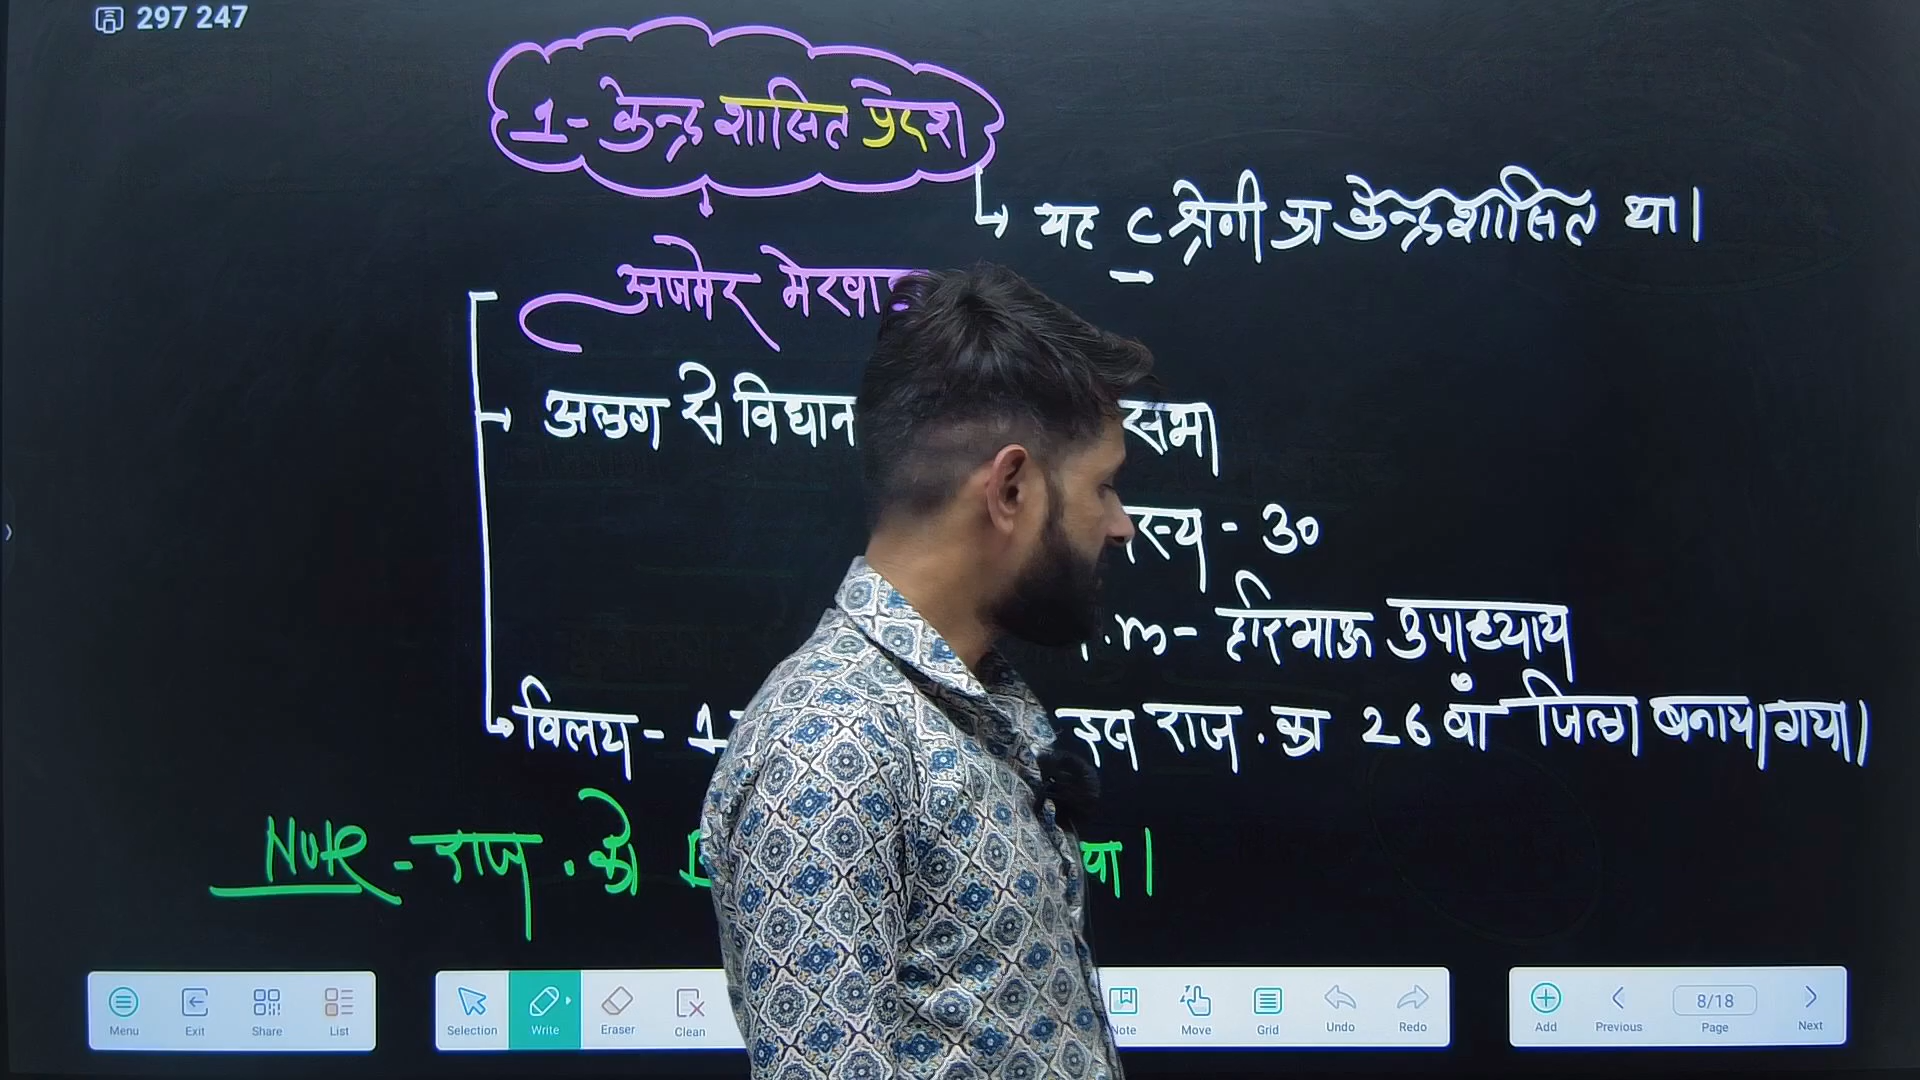 297 247
1- केन्द्र शासित प्रदेश
यह C श्रेणी का केन्द्रशासित था।
अजमेर मेरवा
अलग से विधान सभा
स्य - 30
.m - हरिभाऊ उपाध्याय
विलय - 1 इसे राज. का 26 वाँ जिला बनाया गया।
राज. को था।
Menu Exit Share List Selection Write Eraser Clean Note Move Grid Undo Redo Add Previous 8/18 Page Next